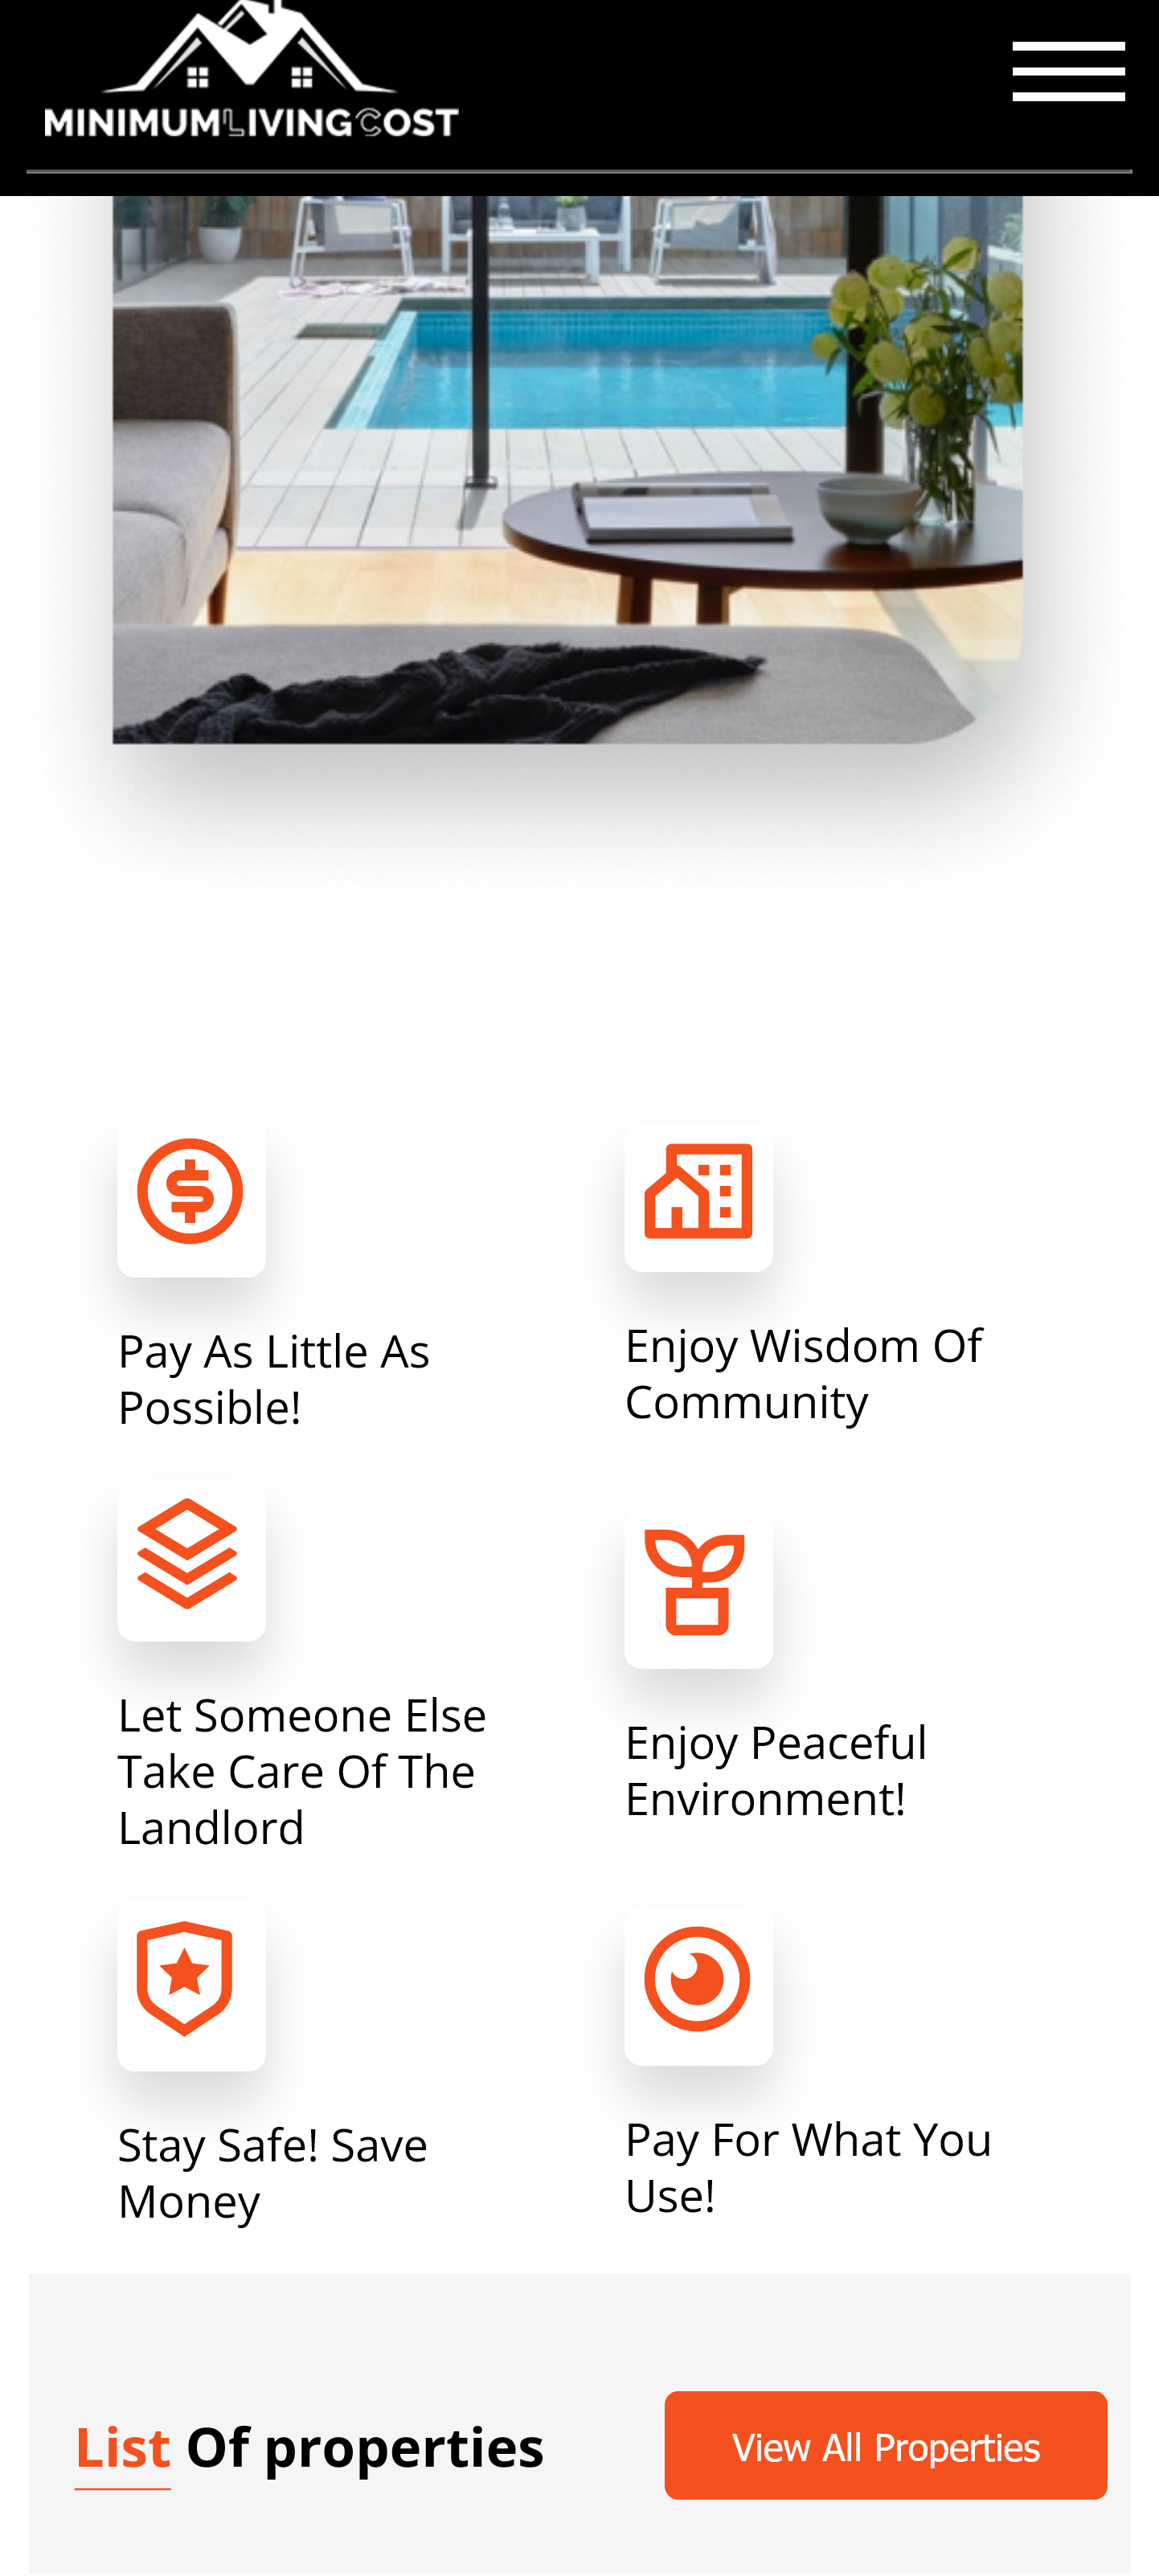 MINIMUMLIVINGCOST
Pay As Little As
Possible!
Enjoy Wisdom Of
Community
Let Someone Else
Take Care Of The
Landlord
Enjoy Peaceful
Environment!
Stay Safe! Save
Money
Pay For What You
Use!
List Of properties
View All Properties